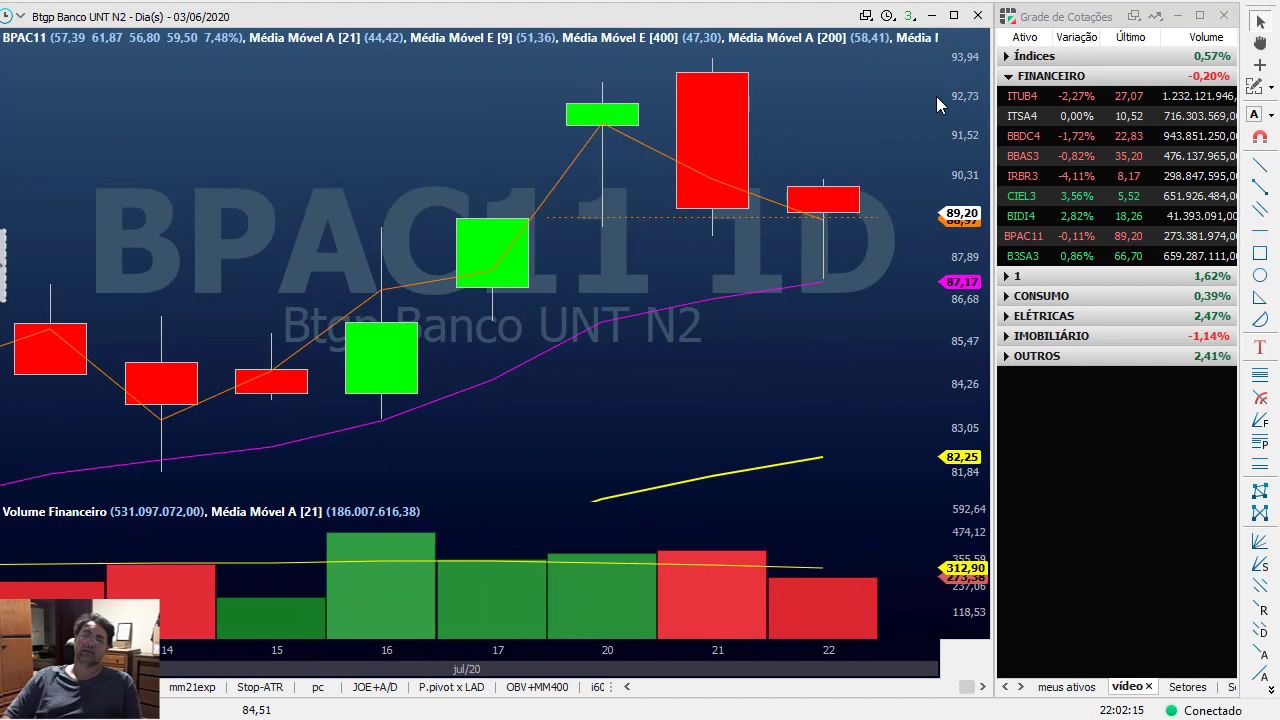 Btgp Banco UNT N2 - Dia(s) - 03/06/2020
3
BPAC11 (57,39 61,87 56,80 59,50 7,48%), Média Móvel A [21] (44,42), Média Móvel E [9] (51,36), Média Móvel E [400] (47,30), Média Móvel A [200] (58,41), Média
BPAC11 1D
Btgp Banco UNT N2
93,94
92,73
91,52
90,31
89,20
87,89
87,17
86,68
85,47
84,26
83,05
82,25
81,84
Volume Financeiro (531.097.072,00), Média Móvel A [21] (186.007.616,38)
592,64
474,12
355,59
312,90
237,06
118,53
14 15 16 17 20 21 22
jul/20
mm21exp Stop-ATR pc JOE+A/D P.pivot x LAD OBV+MM400
84,51
Grade de Cotações
Ativo Variação Último Volume
Índices 0,57%
FINANCEIRO -0,20%
ITUB4 -2,27% 27,07 1.232.121.946,
ITSA4 0,00% 10,52 716.303.569,0
BBDC4 -1,72% 22,83 943.851.250,0
BBAS3 -0,82% 35,20 476.137.965,0
IRBR3 -4,11% 8,17 298.847.595,0
CIEL3 3,56% 5,52 651.926.484,0
BIDI4 2,82% 18,26 41.393.091,0
BPAC11 -0,11% 89,20 273.381.974,0
B3SA3 0,86% 66,70 659.287.111,0
1 1,62%
CONSUMO 0,39%
ELÉTRICAS 2,47%
IMOBILIÁRIO -1,14%
OUTROS 2,41%
meus ativos vídeo Setores
22:02:15 Conectado